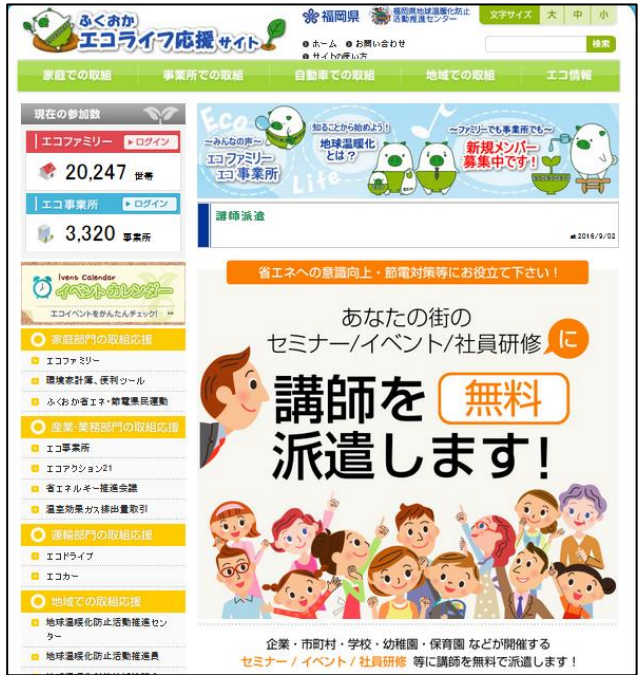 ふくおか
エコライフ応援サイト
福岡県
福岡県地球温暖化防止
活動推進センター
文字サイズ 大 中 小
ホーム お問い合わせ
サイトの使い方
検索
家庭での取組 事業所での取組 自動車での取組 地域での取組 エコ情報
現在の参加数
エコファミリー ログイン
20,247 世帯
エコ事業所 ログイン
3,320 事業所
Eco
Life
~みんなの声~
エコファミリー
エコ事業所
知ることから始めよう!
地球温暖化
とは?
~ファミリーでも事業所でも~
新規メンバー
募集中です!
講師派遣
at 2016/9/02
Ivens Calendar
イベントカレンダー
エコイベントをかんたんチェック!
家庭部門の取組応援
エコファミリー
環境家計簿、便利ツール
ふくおか省エネ・節電県民運動
産業・業務部門の取組応援
エコ事業所
エコアクション21
省エネルギー推進会議
温室効果ガス排出量取引
運輸部門の取組応援
エコドライブ
エコカー
地域での取組応援
地球温暖化防止活動推進セン
ター
地球温暖化防止活動推進員
省エネへの意識向上・節電対策等にお役立て下さい!
あなたの街の
セミナー/イベント/社員研修に
講師を 無料
派遣します!
企業・市町村・学校・幼稚園・保育園 などが開催する
セミナー / イベント / 社員研修 等に講師を無料で派遣します!